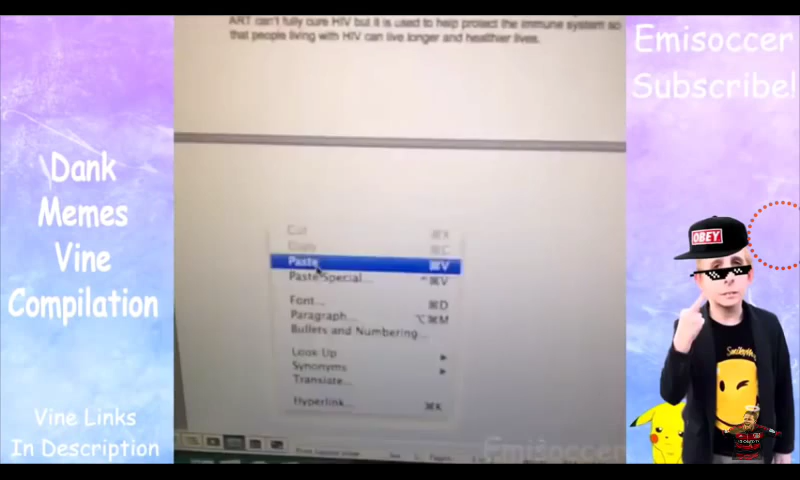 ART can't fully cure HIV but it is used to help protect the immune system so
that people living with HIV can live longer and healthier lives.
Emisoccer
Subscribe!
Dank
Memes
Vine
Compilation
Vine Links
In Description
Cut ⌘X
Copy ⌘C
Paste ⌘V
Paste Special... ^⌘V
Font... ⌘D
Paragraph... ⌥⌘M
Bullets and Numbering...
Look Up
Synonyms
Translate...
Hyperlink... ⌘K
OBEY
Emisoccer